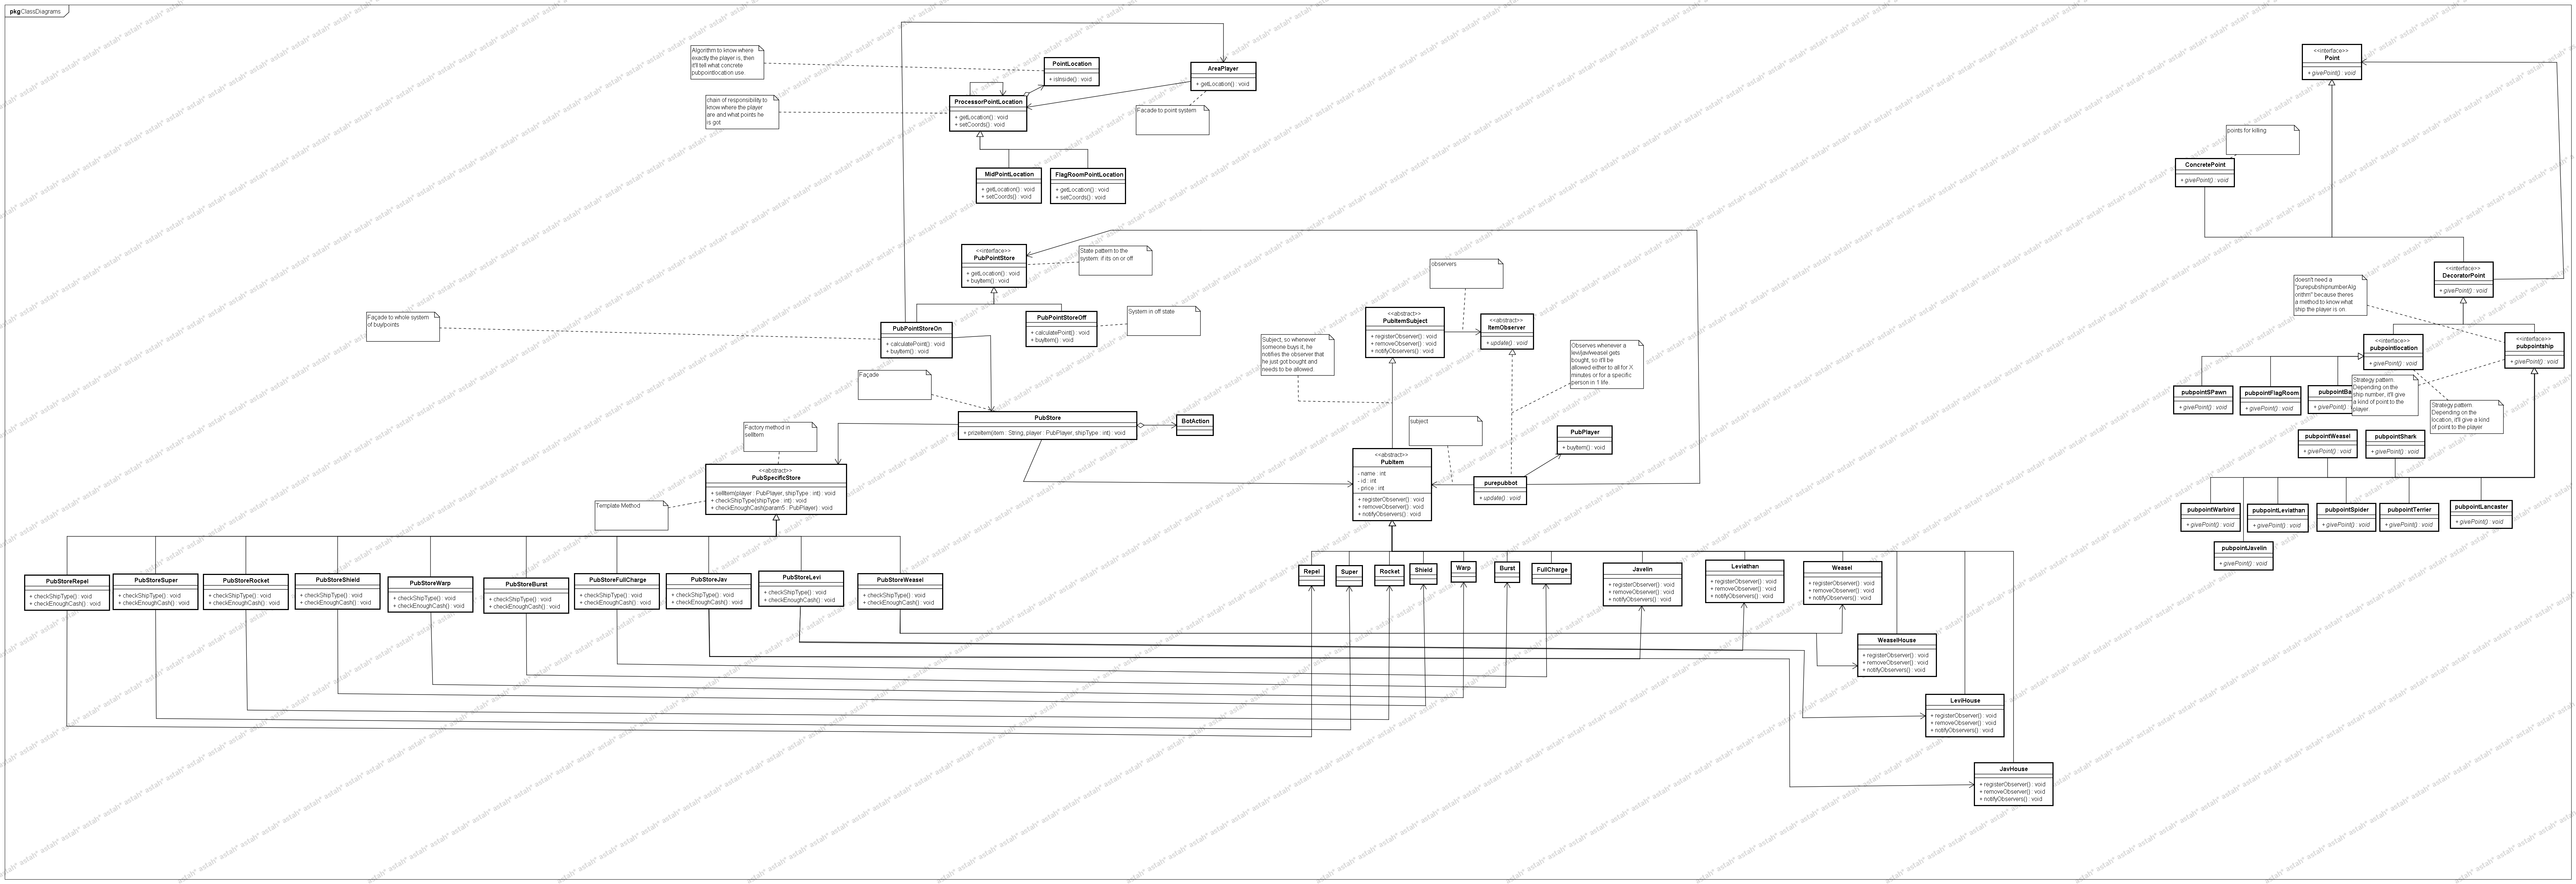 pkg ClassDiagrams
Algorithm to know where
exactly the player is, then
it'll tell what concrete
pubpointlocation use.
PointLocation
+ isInside() : void
AreaPlayer
+ getLocation() : void
chain of responsibility to
know where the player
are and what points he
is got
ProcessorPointLocation
+ getLocation() : void
+ setCoords() : void
Facade to point system
MidPointLocation
+ getLocation() : void
+ setCoords() : void
FlagRoomPointLocation
+ getLocation() : void
+ setCoords() : void
<<interface>>
Point
+ givePoint() : void
points for killing
ConcretePoint
+ givePoint() : void
<<interface>>
DecoratorPoint
+ givePoint() : void
doesn't need a
"purepubshipnumberAlg
orithm" because theres
a method to know what
ship the player is on
<<interface>>
pubpointlocation
+ givePoint() : void
<<interface>>
pubpointship
+ givePoint() : void
pubpointSPawn
+ givePoint() : void
pubpointFlagRoom
+ givePoint() : void
pubpointBa
+ givePoint() :
Strategy pattern
Depending on the
ship number, it'll give
a kind of point to the
player
Strategy pattern
Depending on the
location, it'll give a kind
of point to the player
pubpointWeasel
+ givePoint() : void
pubpointShark
+ givePoint() : void
pubpointWarbird
+ givePoint() : void
pubpointLeviathan
+ givePoint() : void
pubpointSpider
+ givePoint() : void
pubpointTerrier
+ givePoint() : void
pubpointLancaster
+ givePoint() : void
pubpointJavelin
+ givePoint() : void
<<interface>>
PubPointStore
+ getLocation() : void
+ buyItem() : void
State pattern to the
system if its on or off
Façade to whole system
of buy/points
PubPointStoreOn
+ calculatePoint() : void
+ buyItem() : void
PubPointStoreOff
+ calculatePoint() : void
+ buyItem() : void
System in off state
Façade
PubStore
+ prizeItem(item : String, player : PubPlayer, shipType : int) : void
BotAction
Factory method in
sellItem
<<abstract>>
PubSpecificStore
+ sellItem(player : PubPlayer, shipType : int) : void
+ checkShipType(shipType : int) : void
+ checkEnoughCash(param5 : PubPlayer) : void
Template Method
observers
<<abstract>>
PubItemSubject
+ registerObserver() : void
+ removeObserver() : void
+ notifyObservers() : void
<<abstract>>
ItemObserver
+ update() : void
Subject, so whenever
someone buys it, he
notifies the observer that
he just got bought and
needs to be allowed.
Observes whenever a
levi/jav/weasel gets
bought, so it'll be
allowed either to all for X
minutes or for a specific
person in 1 life.
subject
<<abstract>>
PubItem
- name : int
- id : int
- price : int
+ registerObserver() : void
+ removeObserver() : void
+ notifyObservers() : void
PubPlayer
+ buyItem() : void
purepubbot
+ update() : void
PubStoreRepel
+ checkShipType() : void
+ checkEnoughCash() : void
PubStoreSuper
+ checkShipType() : void
+ checkEnoughCash() : void
PubStoreRocket
+ checkShipType() : void
+ checkEnoughCash() : void
PubStoreShield
+ checkShipType() : void
+ checkEnoughCash() : void
PubStoreWarp
+ checkShipType() : void
+ checkEnoughCash() : void
PubStoreBurst
+ checkShipType() : void
+ checkEnoughCash() : void
PubStoreFullCharge
+ checkShipType() : void
+ checkEnoughCash() : void
PubStoreJav
+ checkShipType() : void
+ checkEnoughCash() : void
PubStoreLevi
+ checkShipType() : void
+ checkEnoughCash() : void
PubStoreWeasel
+ checkShipType() : void
+ checkEnoughCash() : void
Repel
Super
Rocket
Shield
Warp
Burst
FullCharge
Javelin
+ registerObserver() : void
+ removeObserver() : void
+ notifyObservers() : void
Leviathan
+ registerObserver() : void
+ removeObserver() : void
+ notifyObservers() : void
Weasel
+ registerObserver() : void
+ removeObserver() : void
+ notifyObservers() : void
WeaselHouse
+ registerObserver() : void
+ removeObserver() : void
+ notifyObservers() : void
LeviHouse
+ registerObserver() : void
+ removeObserver() : void
+ notifyObservers() : void
JavHouse
+ registerObserver() : void
+ removeObserver() : void
+ notifyObservers() : void